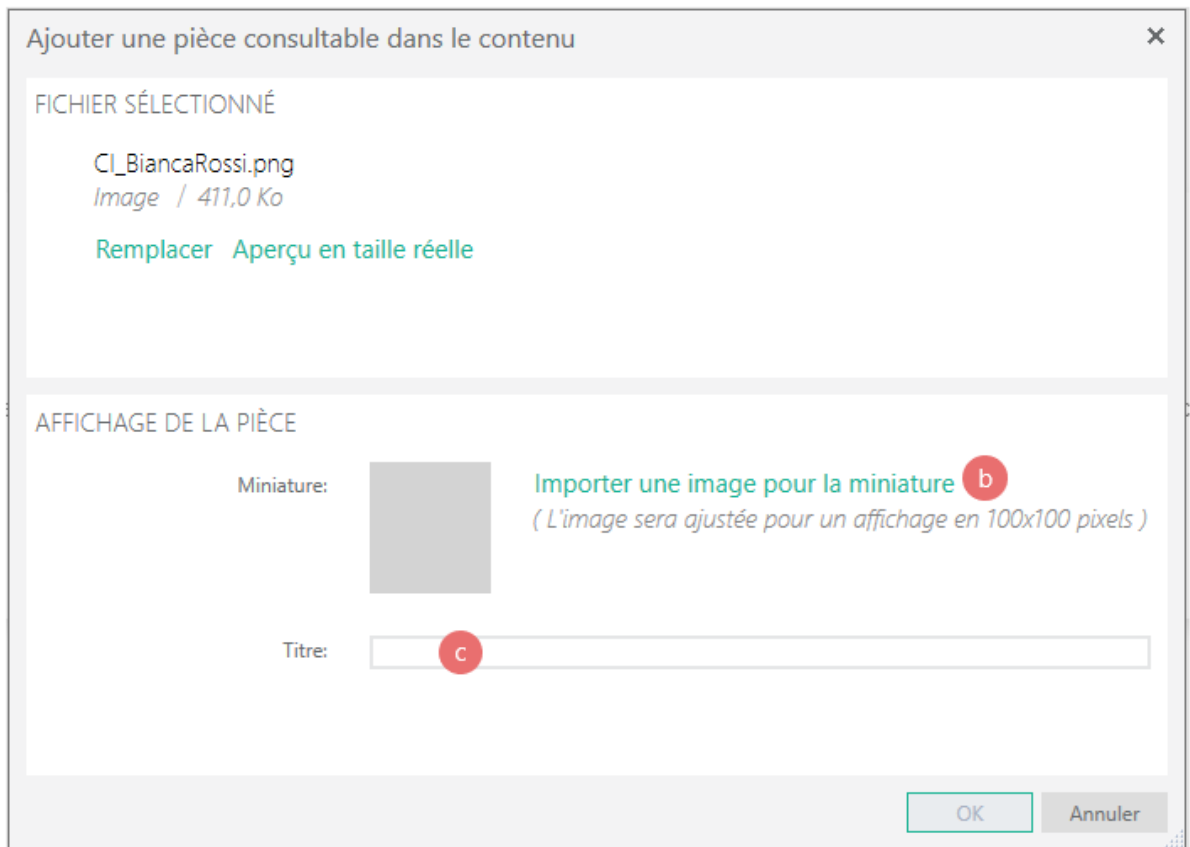 Ajouter une pièce consultable dans le contenu
FICHIER SÉLECTIONNÉ
CI_BiancaRossi.png
Image / 411,0 Ko
Remplacer Aperçu en taille réelle
AFFICHAGE DE LA PIÈCE
Miniature:
Importer une image pour la miniature b
( L'image sera ajustée pour un affichage en 100x100 pixels )
Titre: c
OK Annuler